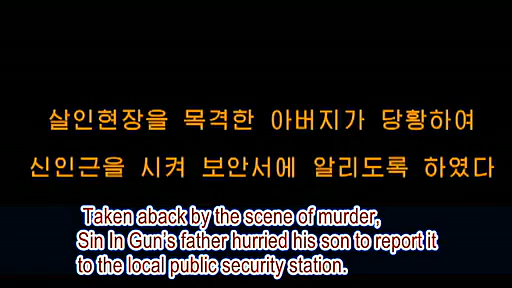 살인현장을 목격한 아버지가 당황하여
신인근을 시켜 보안서에 알리도록 하였다
Taken aback by the scene of murder,
Sin In Gun's father hurried his son to report it
to the local public security station.